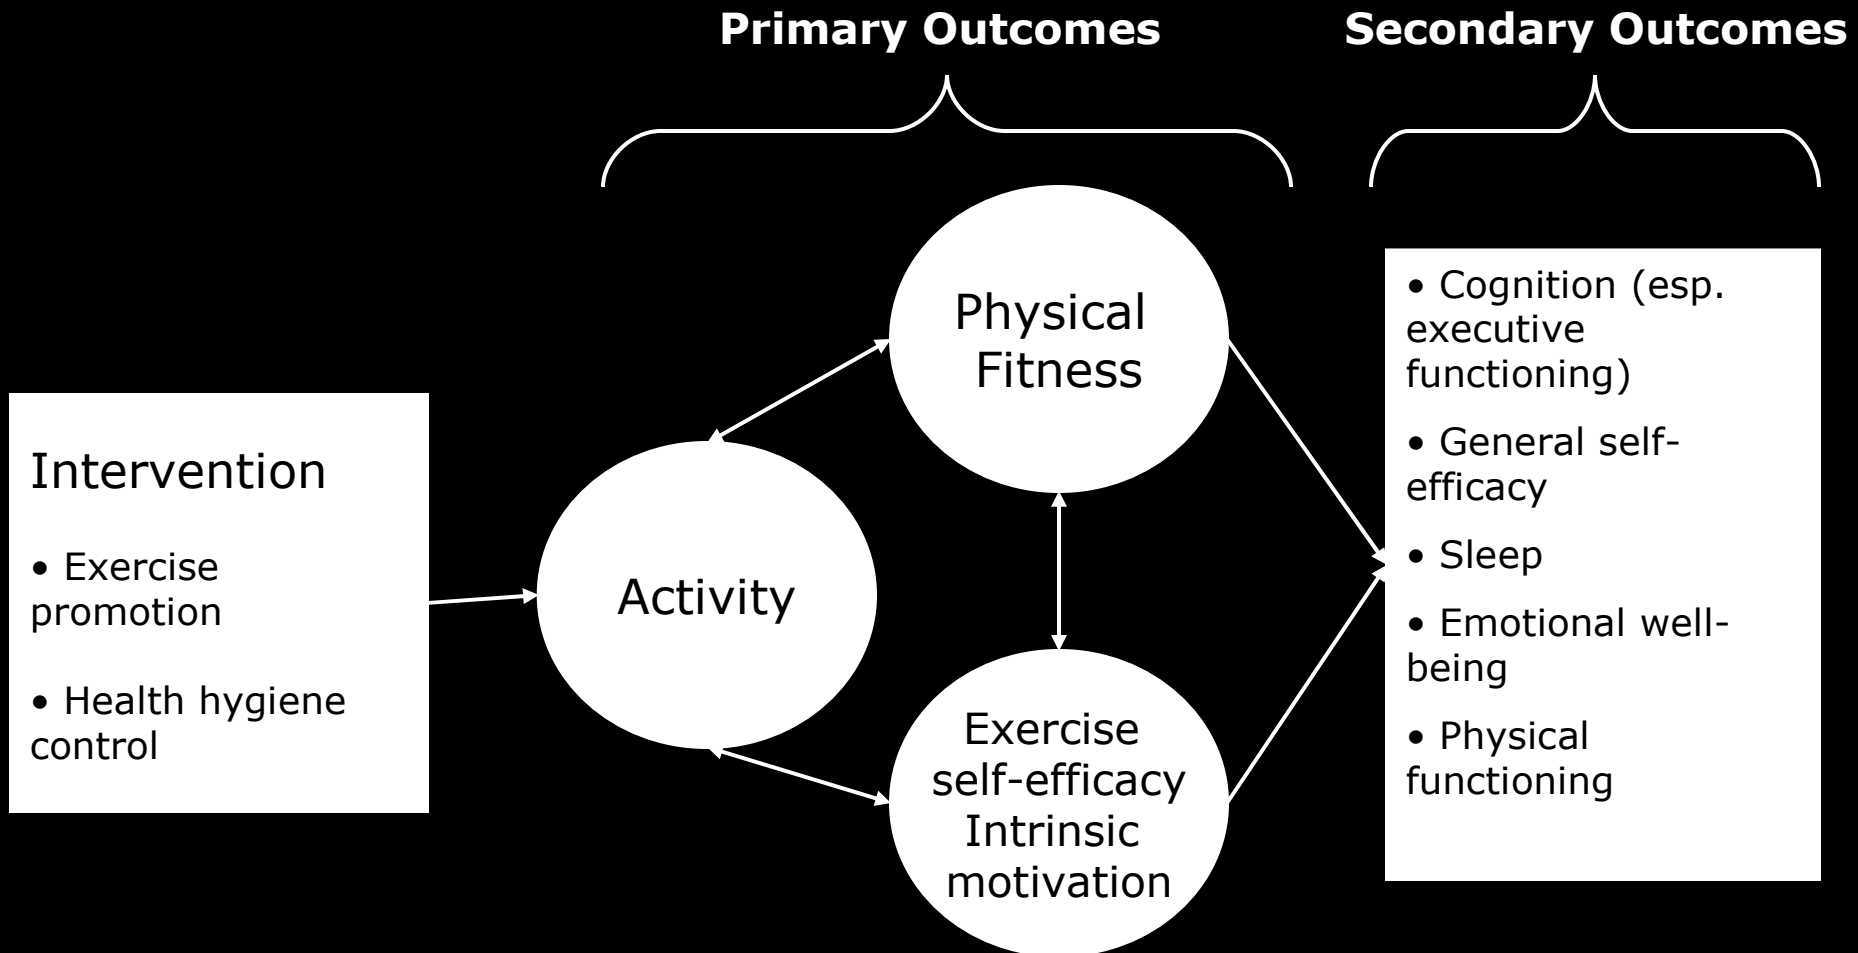 Primary Outcomes
Secondary Outcomes
Intervention
• Exercise
promotion
• Health hygiene
control
Activity
Physical
Fitness
Exercise
self-efficacy
Intrinsic
motivation
• Cognition (esp.
executive
functioning)
• General self-
efficacy
• Sleep
• Emotional well-
being
• Physical
functioning